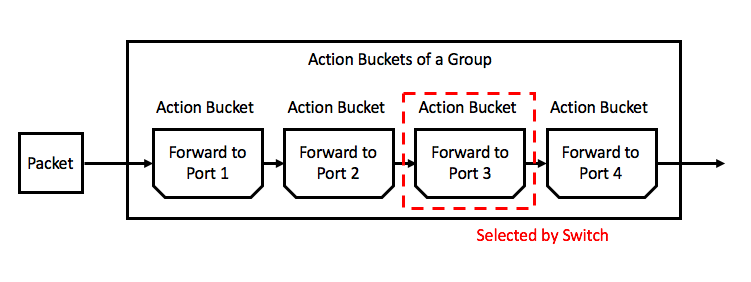 Action Buckets of a Group
Action Bucket
Action Bucket
Action Bucket
Action Bucket
Packet
Forward to
Port 1
Forward to
Port 2
Forward to
Port 3
Forward to
Port 4
Selected by Switch